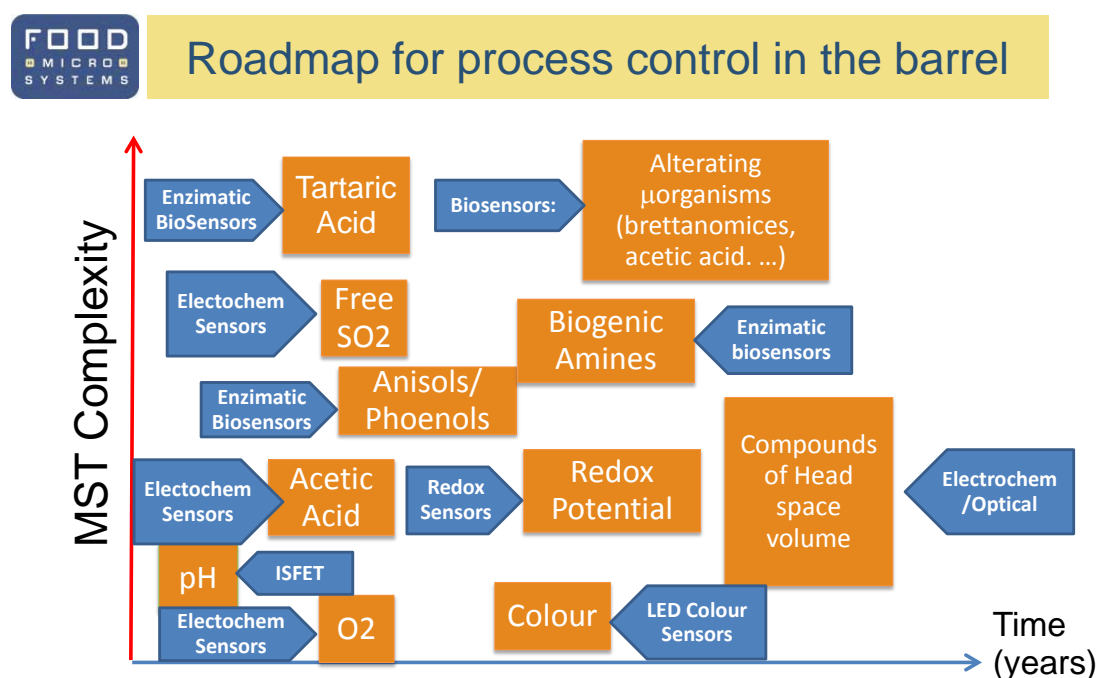 FOOD
MICRO
SYSTEMS
Roadmap for process control in the barrel
MST Complexity
Enzimatic
BioSensors
Tartaric
Acid
Biosensors:
Alterating
µorganisms
(brettanomices,
acetic acid. ...)
Electochem
Sensors
Free
SO2
Biogenic
Amines
Enzimatic
biosensors
Enzimatic
Biosensors
Anisols/
Phoenols
Electochem
Sensors
Acetic
Acid
Redox
Sensors
Redox
Potential
Compounds
of Head
space
volume
Electrochem
/Optical
pH
ISFET
Electochem
Sensors
O2
Colour
LED Colour
Sensors
Time
(years)